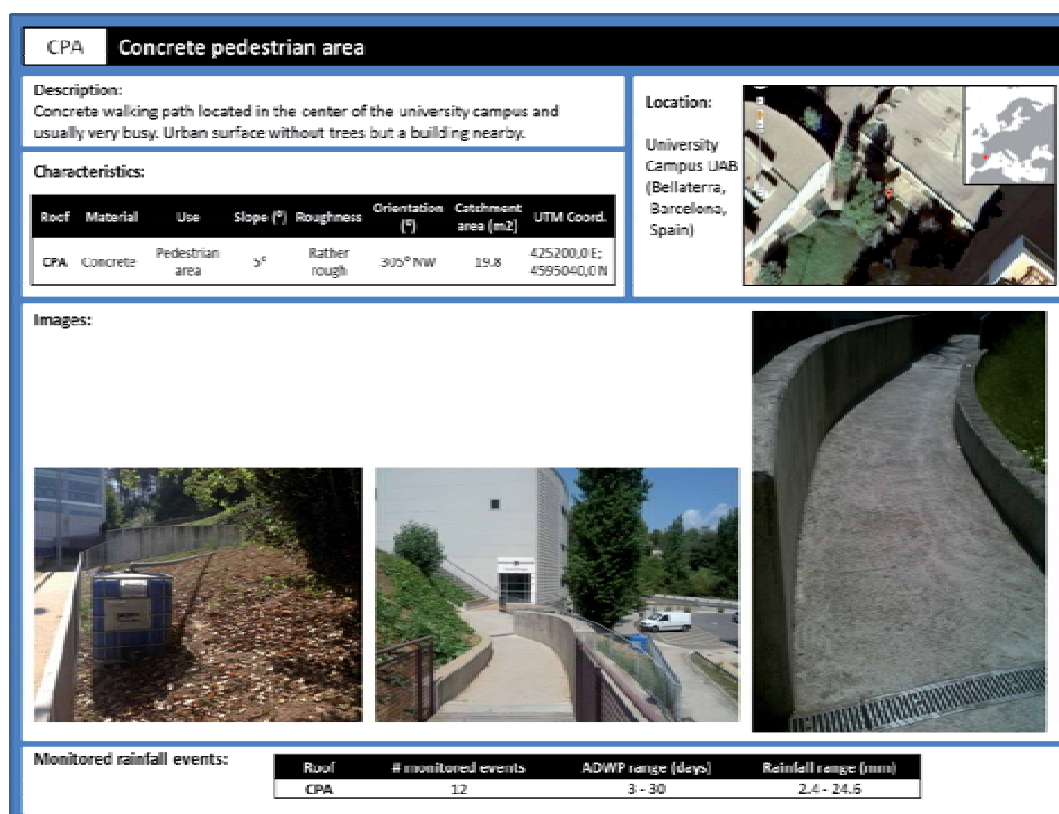 CPA Concrete pedestrian area
Description:
Concrete walking path located in the center of the university campus and
usually very busy. Urban surface without trees but a building nearby.
Location:
University
Campus UAB
(Bellaterra,
Barcelona,
Spain)
Characteristics:
Roof Material Use Slope (°) Roughness Orientation (°) Catchment area (m2) UTM Coord.
CPA Concrete Pedestrian area 5° Rather rough 305° NW 19.8 425200,0 E; 4595040,0 N
Images:
Monitored rainfall events:
Roof # monitored events ADWP range (days) Rainfall range (mm)
CPA 12 3 - 30 2.4 - 24.6